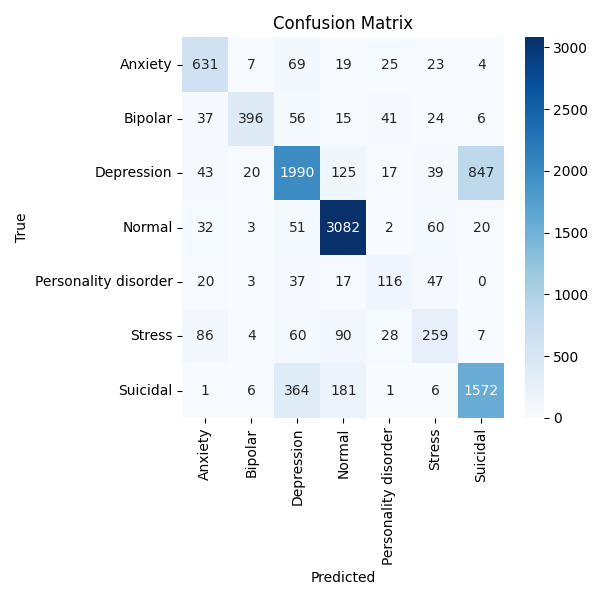 Confusion Matrix
Anxiety 631 7 69 19 25 23 4
Bipolar 37 396 56 15 41 24 6
Depression 43 20 1990 125 17 39 847
Normal 32 3 51 3082 2 60 20
Personality disorder 20 3 37 17 116 47 0
Stress 86 4 60 90 28 259 7
Suicidal 1 6 364 181 1 6 1572
Anxiety Bipolar Depression Normal Personality disorder Stress Suicidal
Predicted
True
3000
2500
2000
1500
1000
500
0